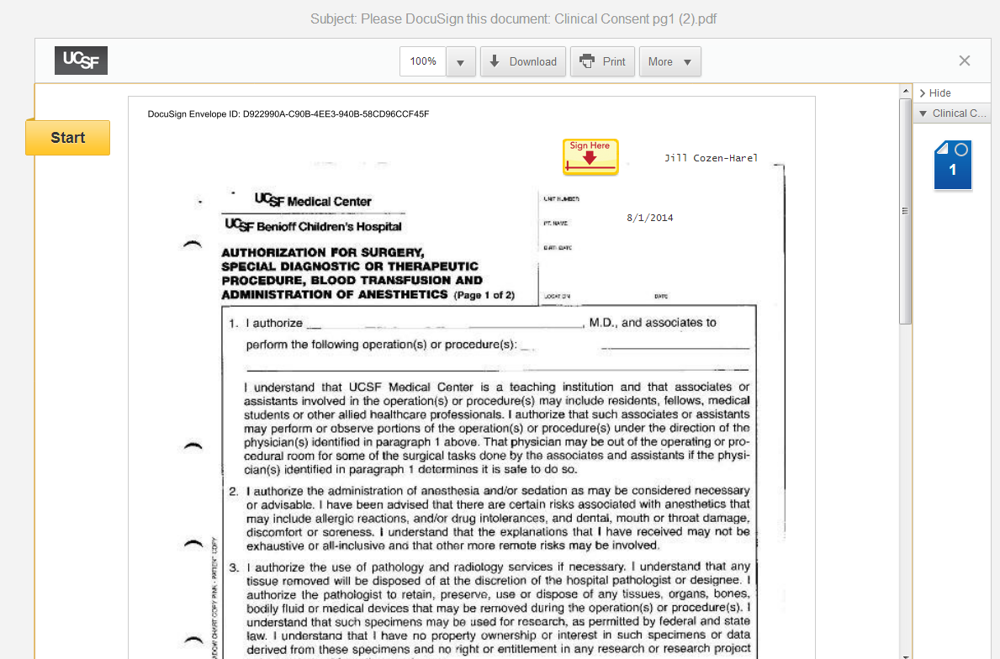 Subject: Please DocuSign this document: Clinical Consent pg1 (2).pdf
UCSF
100%
Download
Print
More
Hide
Clinical C...
1
Start
DocuSign Envelope ID: D922990A-C90B-4EE3-940B-58CD96CCF45F
Sign Here
Jill Cozen-Harel
UCSF Medical Center
UCSF Benioff Children's Hospital
UNIT NUMBER
PT. NAME
8/1/2014
BIRTH DATE
LOCATION
DATE
AUTHORIZATION FOR SURGERY,
SPECIAL DIAGNOSTIC OR THERAPEUTIC
PROCEDURE, BLOOD TRANSFUSION AND
ADMINISTRATION OF ANESTHETICS (Page 1 of 2)
1. I authorize , M.D., and associates to
perform the following operation(s) or procedure(s):
I understand that UCSF Medical Center is a teaching institution and that associates or
assistants involved in the operation(s) or procedure(s) may include residents, fellows, medical
students or other allied healthcare professionals. I authorize that such associates or assistants
may perform or observe portions of the operation(s) or procedure(s) under the direction of the
physician(s) identified in paragraph 1 above. That physician may be out of the operating or pro-
cedural room for some of the surgical tasks done by the associates and assistants if the physi-
cian(s) identified in paragraph 1 determines it is safe to do so.
2. I authorize the administration of anesthesia and/or sedation as may be considered necessary
or advisable. I have been advised that there are certain risks associated with anesthetics that
may include allergic reactions, and/or drug intolerances, and dental, mouth or throat damage,
discomfort or soreness. I understand that the explanations that I have received may not be
exhaustive or all-inclusive and that other more remote risks may be involved.
3. I authorize the use of pathology and radiology services if necessary. I understand that any
tissue removed will be disposed of at the discretion of the hospital pathologist or designee. I
authorize the pathologist to retain, preserve, use or dispose of any tissues, organs, bones,
bodily fluid or medical devices that may be removed during the operation(s) or procedure(s). I
understand that such specimens may be used for research, as permitted by federal and state
law. I understand that I have no property ownership or interest in such specimens or data
derived from these specimens and no right or entitlement in any research or research project
CHART COPY PINK - PATIENT COPY